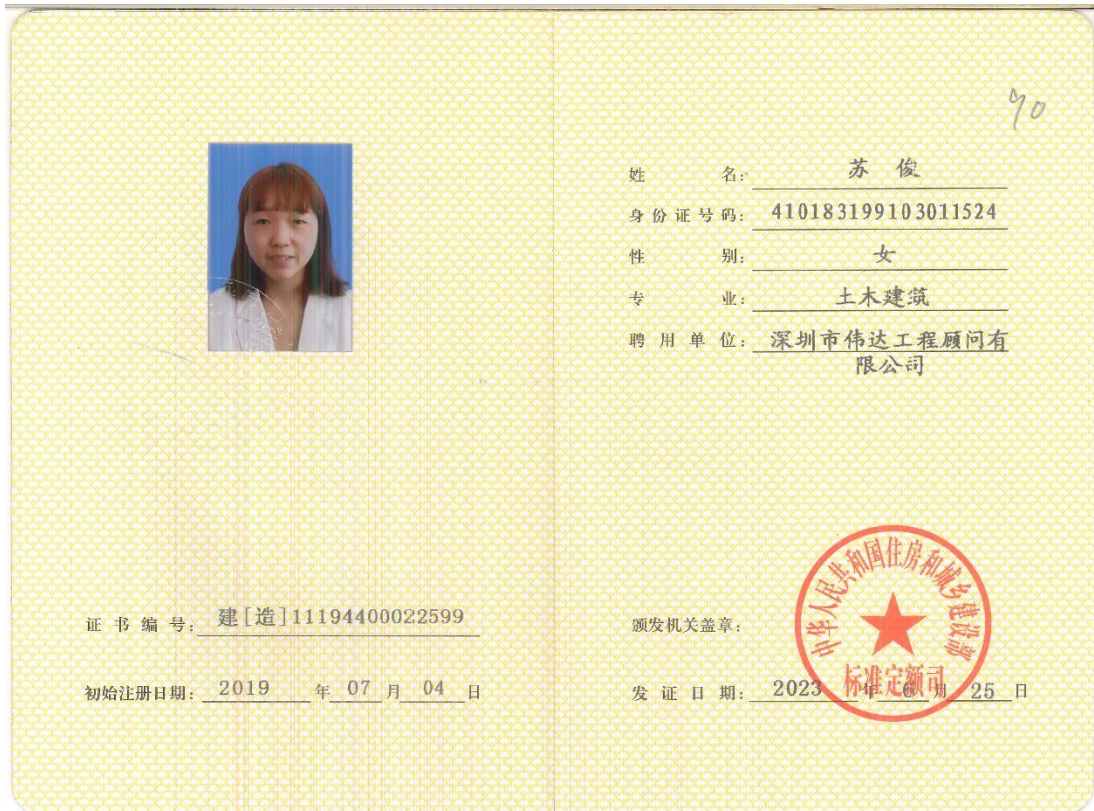 90
姓 名: 苏 俊
身份证号码: 410183199103011524
性 别: 女
专 业: 土木建筑
聘用单位: 深圳市伟达工程顾问有
限公司
证书编号: 建[造]11194400022599
初始注册日期: 2019 年 07 月 04 日
颁发机关盖章:
中华人民共和国住房和城乡建设部
标准定额司
发证日期: 2023 年 6 月 25 日